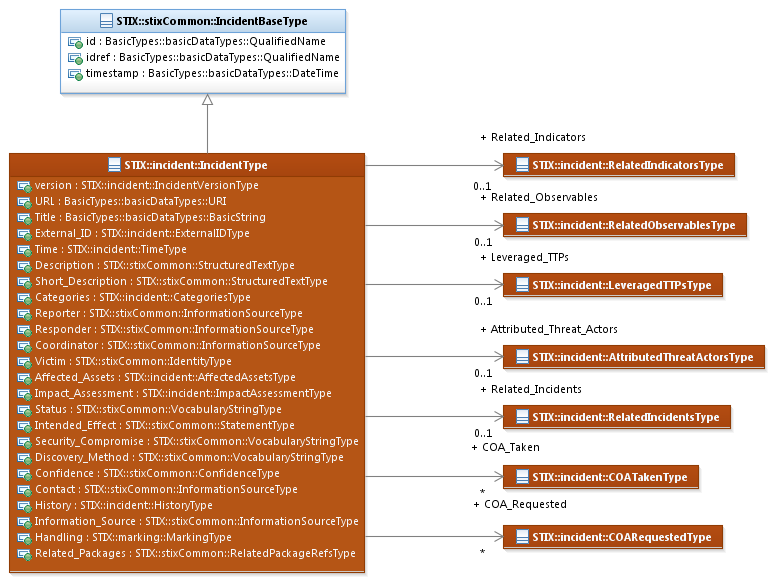 STIX::stixCommon::IncidentBaseType
id : BasicTypes::basicDataTypes::QualifiedName
idref : BasicTypes::basicDataTypes::QualifiedName
timestamp : BasicTypes::basicDataTypes::DateTime
STIX::incident::IncidentType
version : STIX::incident::IncidentVersionType
URL : BasicTypes::basicDataTypes::URI
Title : BasicTypes::basicDataTypes::BasicString
External_ID : STIX::incident::ExternalIDType
Time : STIX::incident::TimeType
Description : STIX::stixCommon::StructuredTextType
Short_Description : STIX::stixCommon::StructuredTextType
Categories : STIX::incident::CategoriesType
Reporter : STIX::stixCommon::InformationSourceType
Responder : STIX::stixCommon::InformationSourceType
Coordinator : STIX::stixCommon::InformationSourceType
Victim : STIX::stixCommon::IdentityType
Affected_Assets : STIX::incident::AffectedAssetsType
Impact_Assessment : STIX::incident::ImpactAssessmentType
Status : STIX::stixCommon::VocabularyStringType
Intended_Effect : STIX::stixCommon::StatementType
Security_Compromise : STIX::stixCommon::VocabularyStringType
Discovery_Method : STIX::stixCommon::VocabularyStringType
Confidence : STIX::stixCommon::ConfidenceType
Contact : STIX::stixCommon::InformationSourceType
History : STIX::incident::HistoryType
Information_Source : STIX::stixCommon::InformationSourceType
Handling : STIX::marking::MarkingType
Related_Packages : STIX::stixCommon::RelatedPackageRefsType
+ Related_Indicators
STIX::incident::RelatedIndicatorsType
0..1
+ Related_Observables
STIX::incident::RelatedObservablesType
0..1
+ Leveraged_TTPs
STIX::incident::LeveragedTTPsType
0..1
+ Attributed_Threat_Actors
STIX::incident::AttributedThreatActorsType
0..1
+ Related_Incidents
STIX::incident::RelatedIncidentsType
0..1
+ COA_Taken
STIX::incident::COATakenType
*
+ COA_Requested
STIX::incident::COARequestedType
*